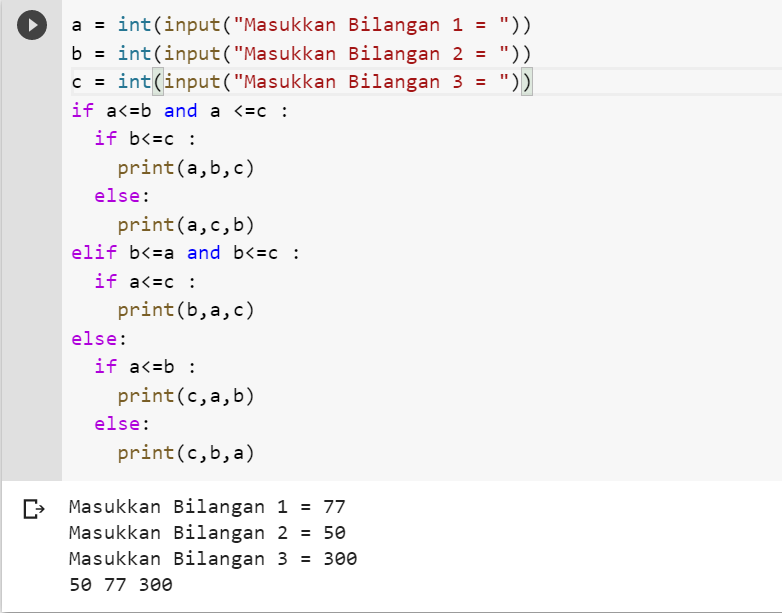 a = int(input("Masukkan Bilangan 1 = "))
b = int(input("Masukkan Bilangan 2 = "))
c = int(input("Masukkan Bilangan 3 = "))
if a<=b and a <=c :
  if b<=c :
    print(a,b,c)
  else:
    print(a,c,b)
elif b<=a and b<=c :
  if a<=c :
    print(b,a,c)
else:
  if a<=b :
    print(c,a,b)
  else:
    print(c,b,a)
Masukkan Bilangan 1 = 77
Masukkan Bilangan 2 = 50
Masukkan Bilangan 3 = 300
50 77 300